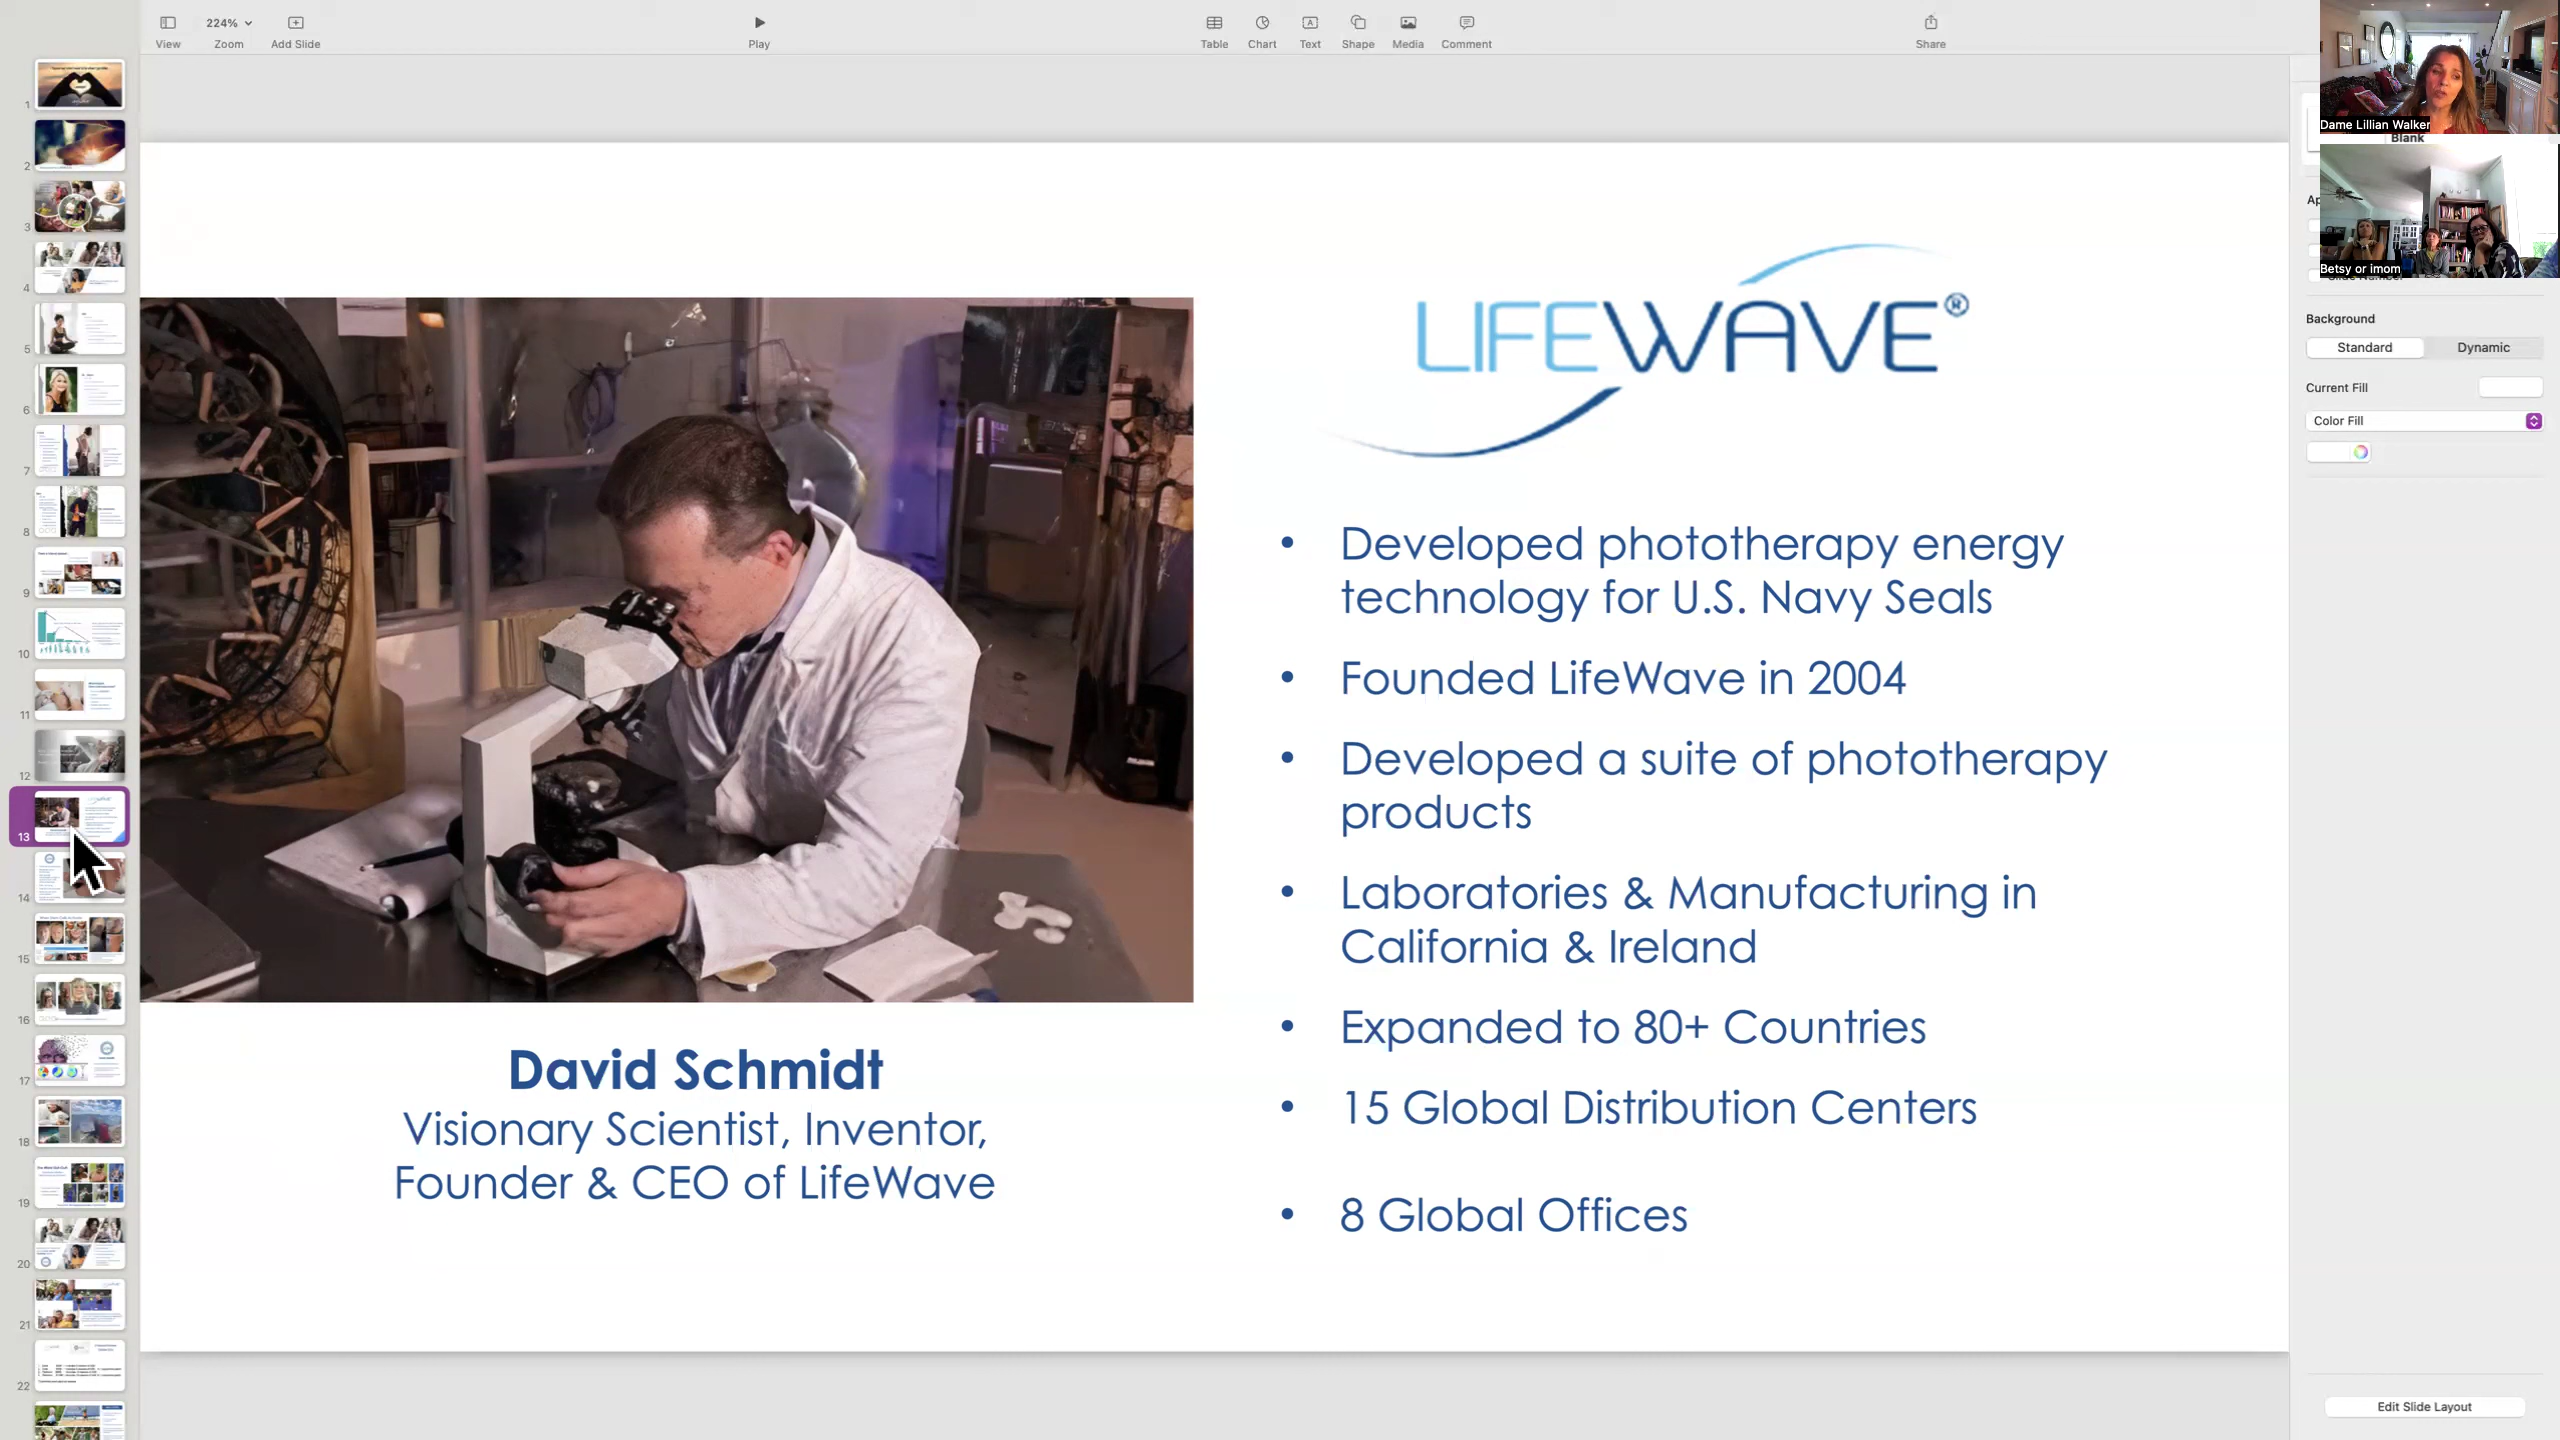 View
224%
Zoom
Add Slide
Play
Table
Chart
Text
Shape
Media
Comment
Share
Dame Lillian Walker
Blank
Betsy or imom
Background
Standard
Dynamic
Current Fill
Color Fill
Edit Slide Layout
1
2
3
4
5
6
7
8
9
10
11
12
13
14
15
16
17
18
19
20
21
22
LIFEWAVE®
• Developed phototherapy energy
technology for U.S. Navy Seals
• Founded LifeWave in 2004
• Developed a suite of phototherapy
products
• Laboratories & Manufacturing in
California & Ireland
• Expanded to 80+ Countries
• 15 Global Distribution Centers
• 8 Global Offices
David Schmidt
Visionary Scientist, Inventor,
Founder & CEO of LifeWave